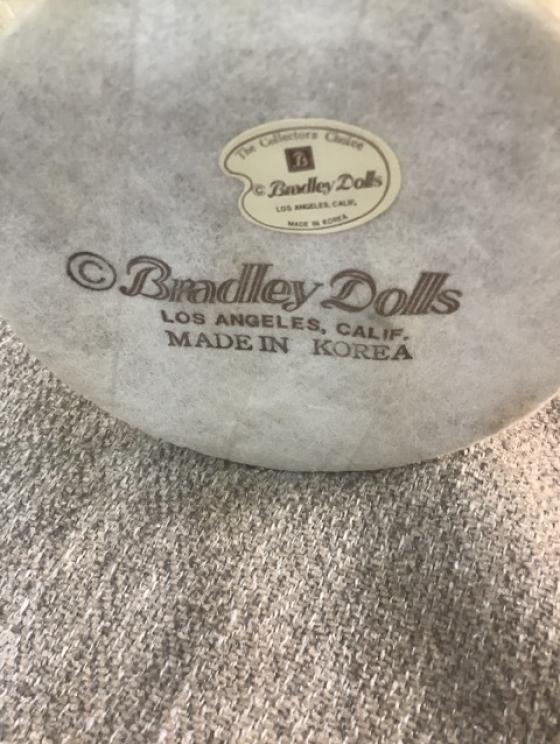 The Collectors Choice
B
© Bradley Dolls
LOS ANGELES, CALIF.
MADE IN KOREA
© Bradley Dolls
LOS ANGELES, CALIF.
MADE IN KOREA